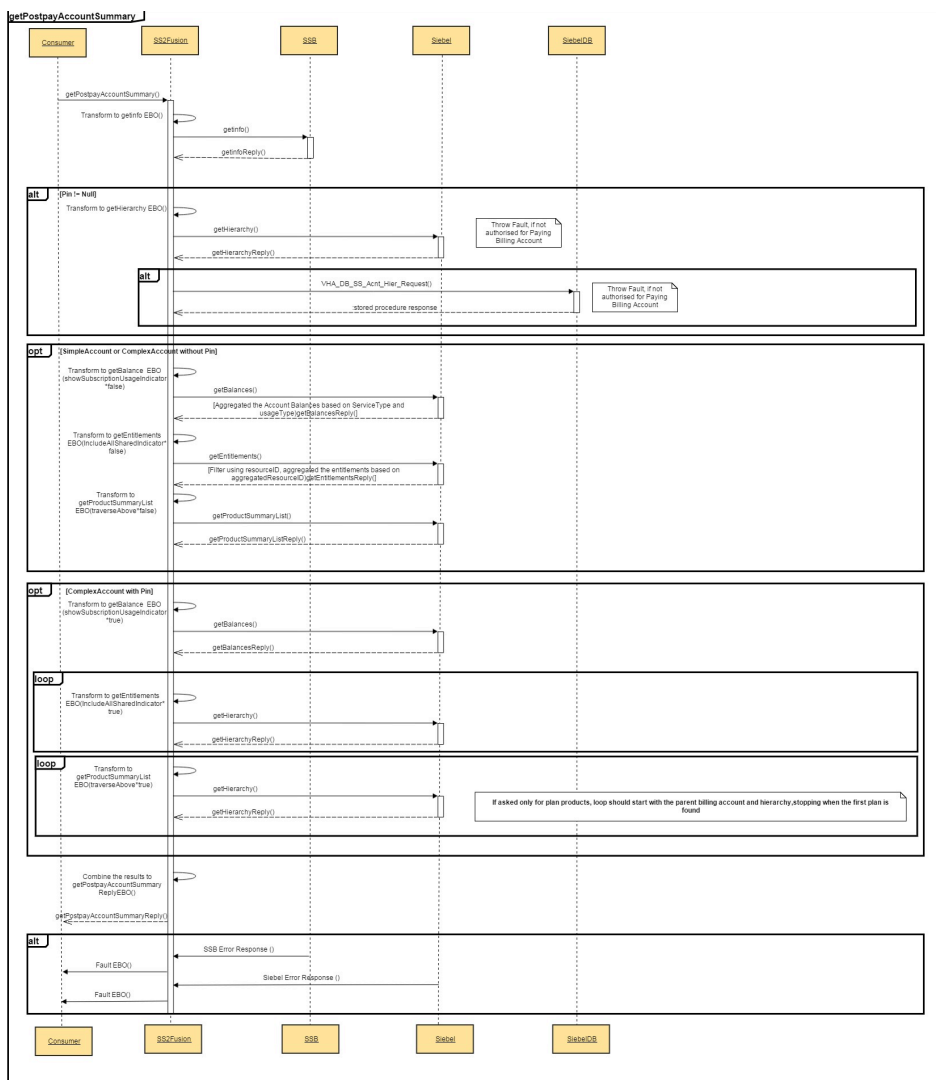 getPostpayAccountSummary
Consumer
SS2Fusion
SSB
Siebel
SiebelDB
getPostpayAccountSummary()
Transform to getinfo EBO()
getinfo()
getinfoReply()
alt
[Pin != Null]
Transform to getHierarchy EBO()
getHierarchy()
Throw Fault, if not
authorised for Paying
Billing Account
getHierarchyReply()
alt
VHA_DB_SS_Acnt_Hier_Request()
Throw Fault, if not
authorised for Paying
Billing Account
:stored procedure response
opt
[SimpleAccount or ComplexAccount without Pin]
Transform to getBalance EBO
(showSubscriptionUsageIndicator
*false)
getBalances()
[Aggregated the Account Balances based on ServiceType and
usageType)getBalancesReply(]
Transform to getEntitlements
EBO(IncludeAllSharedIndicator*
false)
getEntitlements()
[Filter using resourceID, aggregated the entitlements based on
aggregatedResourceID)getEntitlementsReply(]
Transform to
getProductSummaryList
EBO(traverseAbove*false)
getProductSummaryList()
getProductSummaryListReply()
opt
[ComplexAccount with Pin]
Transform to getBalance EBO
(showSubscriptionUsageIndicator
*true)
getBalances()
getBalancesReply()
loop
Transform to getEntitlements
EBO(IncludeAllSharedIndicator*
true)
getHierarchy()
getHierarchyReply()
loop
Transform to
getProductSummaryList
EBO(traverseAbove*true)
getHierarchy()
getHierarchyReply()
If asked only for plan products, loop should start with the parent billing account and hierarchy,stopping when the first plan is
found
Combine the results to
getPostpayAccountSummary
ReplyEBO()
getPostpayAccountSummaryReply()
alt
SSB Error Response ()
Fault EBO()
Siebel Error Response ()
Fault EBO()
Consumer
SS2Fusion
SSB
Siebel
SiebelDB